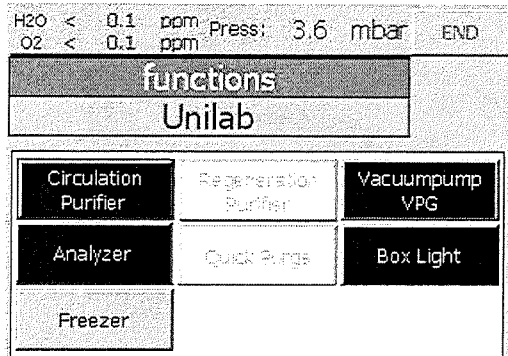 H2O < 0.1 ppm Press: 3.6 mbar END
O2 < 0.1 ppm
functions
Unilab
Circulation Purifier
Regeneration Purifier
Vacuumpump VPG
Analyzer
Quick Purge
Box Light
Freezer